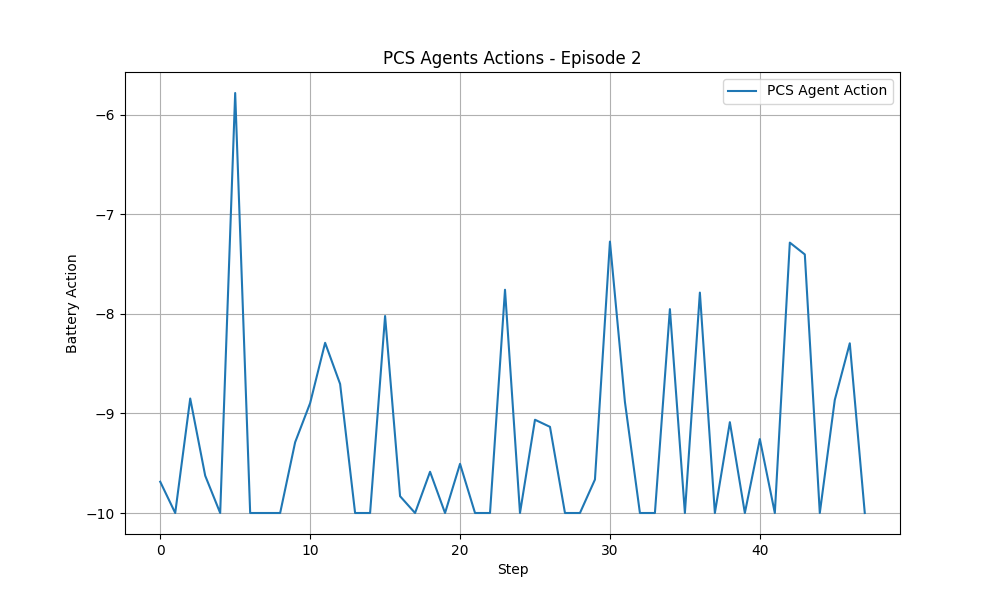 PCS Agents Actions - Episode 2
PCS Agent Action
Battery Action
−6
−7
−8
−9
−10
0
10
20
30
40
Step